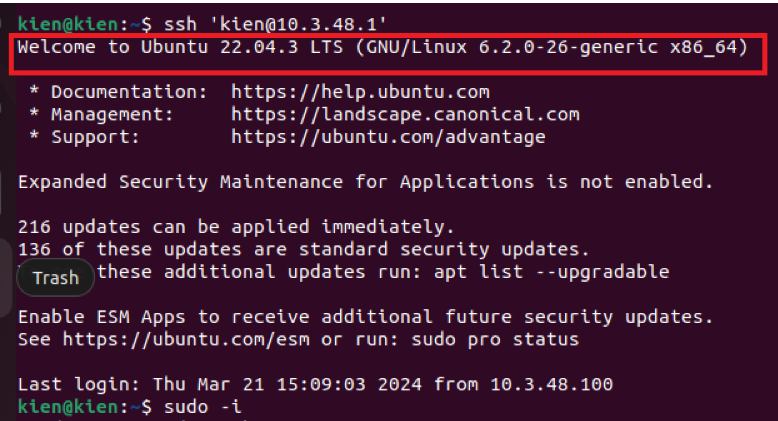 kien@kien:~$ ssh 'kien@10.3.48.1'
Welcome to Ubuntu 22.04.3 LTS (GNU/Linux 6.2.0-26-generic x86_64)
* Documentation: https://help.ubuntu.com
* Management: https://landscape.canonical.com
* Support: https://ubuntu.com/advantage
Expanded Security Maintenance for Applications is not enabled.
216 updates can be applied immediately.
136 of these updates are standard security updates.
Trash these additional updates run: apt list --upgradable
Enable ESM Apps to receive additional future security updates.
See https://ubuntu.com/esm or run: sudo pro status
Last login: Thu Mar 21 15:09:03 2024 from 10.3.48.100
kien@kien:~$ sudo -i